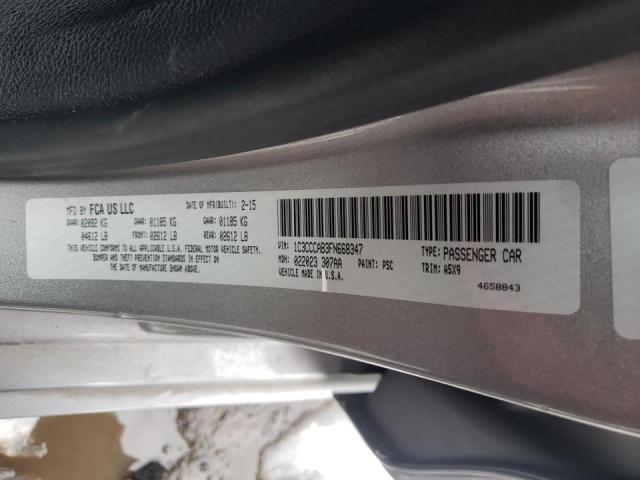 MFD BY FCA US LLC DATE OF MFR(BUILT): 2-15
GVWR: 02092 KG GAWR: 01185 KG GAWR: 01185 KG
04612 LB FRONT: 02612 LB REAR: 02612 LB
THIS VEHICLE CONFORMS TO ALL APPLICABLE U.S.A. FEDERAL MOTOR VEHICLE SAFETY,
BUMPER AND THEFT PREVENTION STANDARDS IN EFFECT
ON THE DATE OF MANUFACTURE SHOWN ABOVE.
VIN: 1C3CCCAB3FN668347 TYPE: PASSENGER CAR
MDH: 022023 307AA PAINT: PSC TRIM: A5X9
VEHICLE MADE IN U.S.A.
4658843